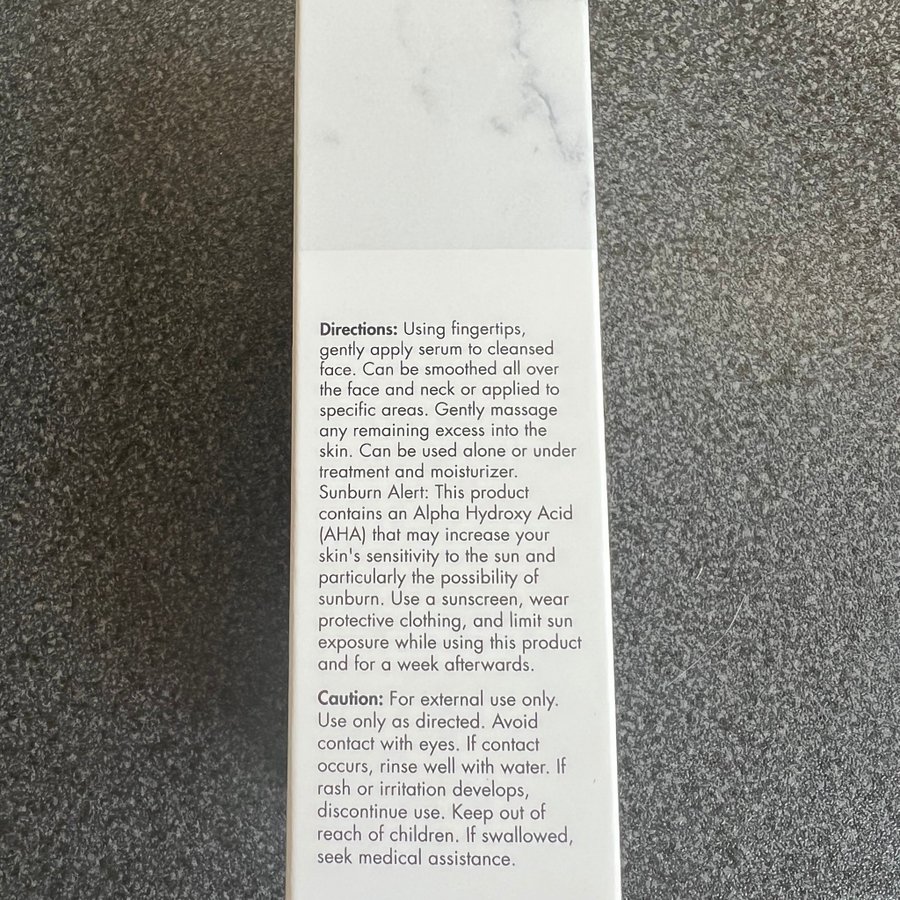 Directions: Using fingertips,
gently apply serum to cleansed
face. Can be smoothed all over
the face and neck or applied to
specific areas. Gently massage
any remaining excess into the
skin. Can be used alone or under
treatment and moisturizer.
Sunburn Alert: This product
contains an Alpha Hydroxy Acid
(AHA) that may increase your
skin's sensitivity to the sun and
particularly the possibility of
sunburn. Use a sunscreen, wear
protective clothing, and limit sun
exposure while using this product
and for a week afterwards.
Caution: For external use only.
Use only as directed. Avoid
contact with eyes. If contact
occurs, rinse well with water. If
rash or irritation develops,
discontinue use. Keep out of
reach of children. If swallowed,
seek medical assistance.